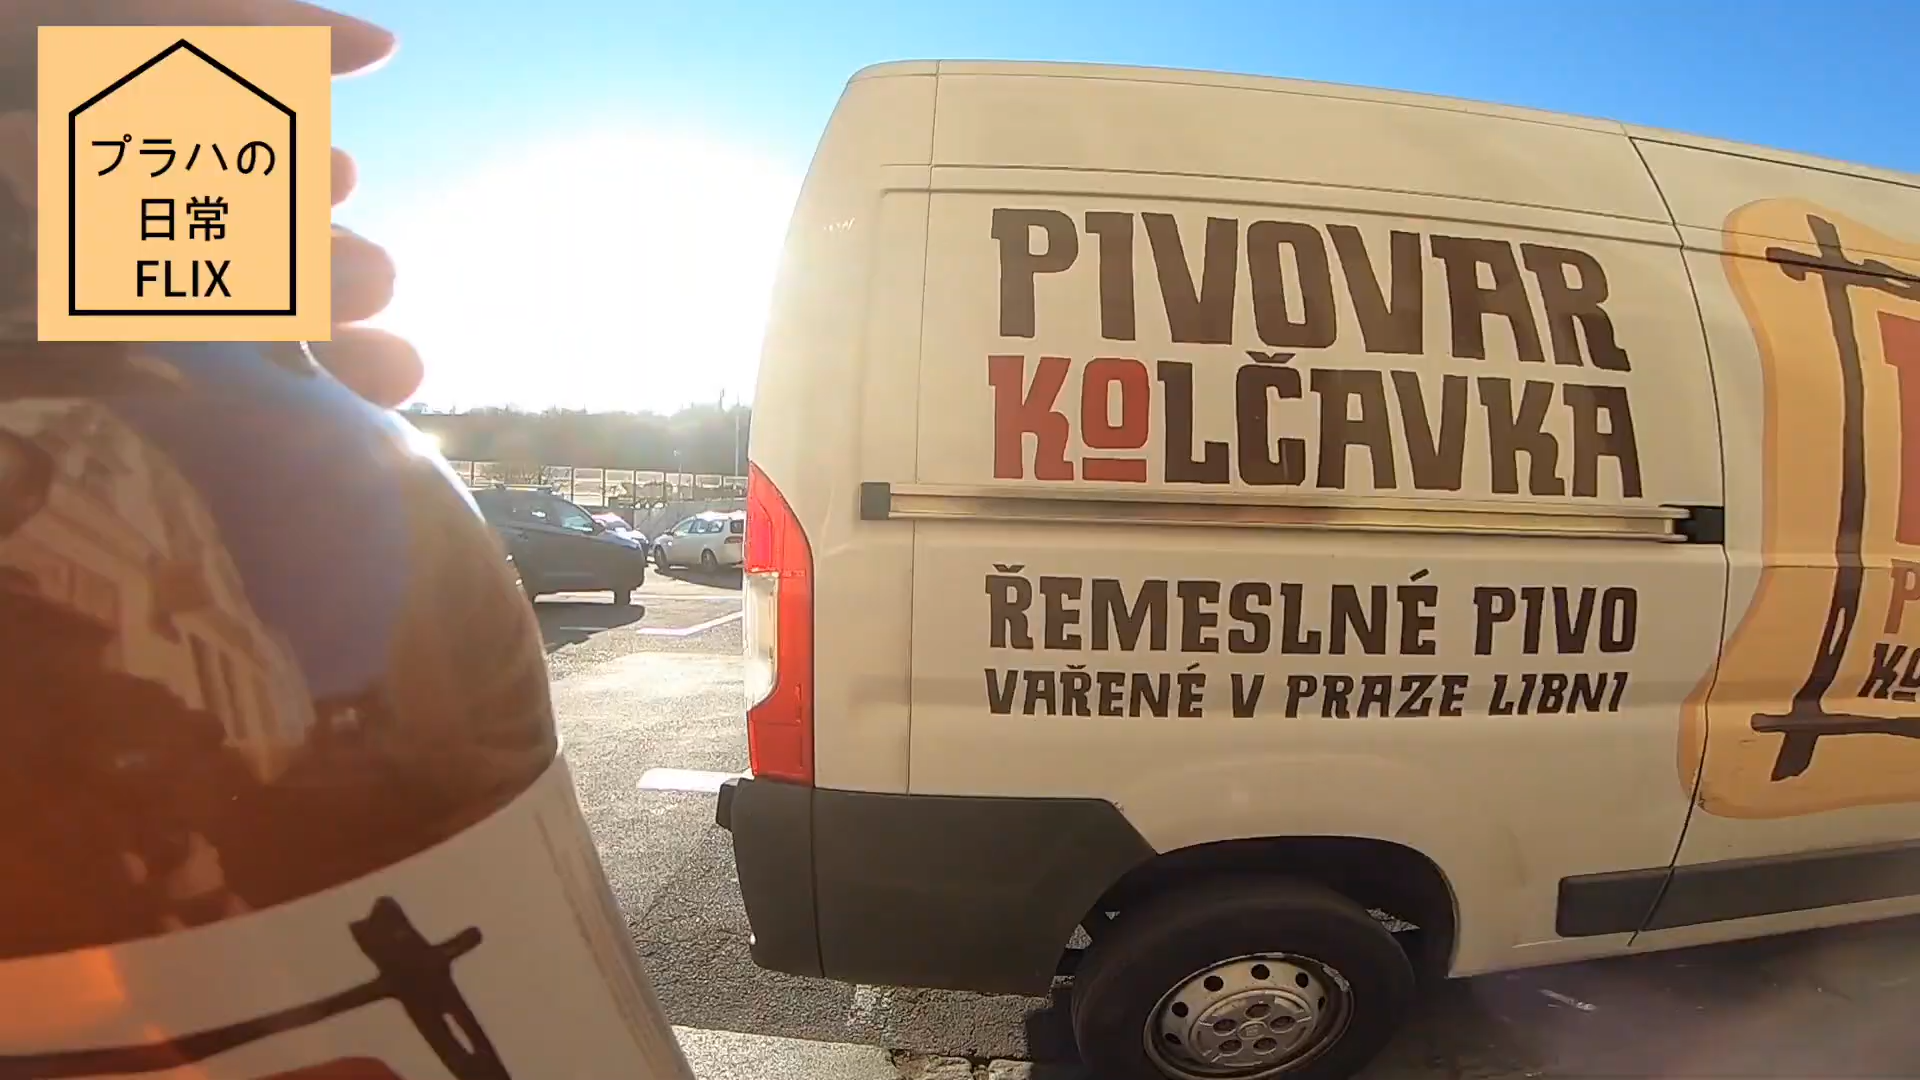 プラハの
日常
FLIX
PIVOVAR
KOLČAVKA
ŘEMESLNÉ PIVO
VAŘENÉ V PRAZE LIBNI